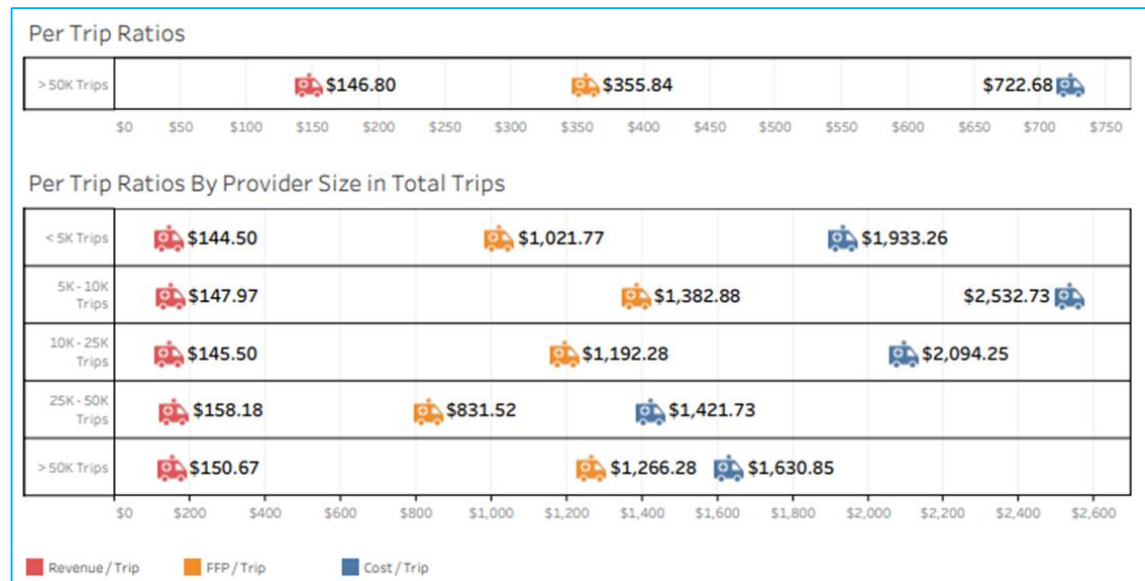 Per Trip Ratios
> 50K Trips $146.80 $355.84 $722.68
$0 $50 $100 $150 $200 $250 $300 $350 $400 $450 $500 $550 $600 $650 $700 $750
Per Trip Ratios By Provider Size in Total Trips
< 5K Trips $144.50 $1,021.77 $1,933.26
5K - 10K
Trips
$147.97 $1,382.88 $2,532.73
10K - 25K
Trips
$145.50 $1,192.28 $2,094.25
25K - 50K
Trips
$158.18 $831.52 $1,421.73
> 50K Trips $150.67 $1,266.28 $1,630.85
$0 $200 $400 $600 $800 $1,000 $1,200 $1,400 $1,600 $1,800 $2,000 $2,200 $2,400 $2,600
Revenue / Trip FFP / Trip Cost / Trip